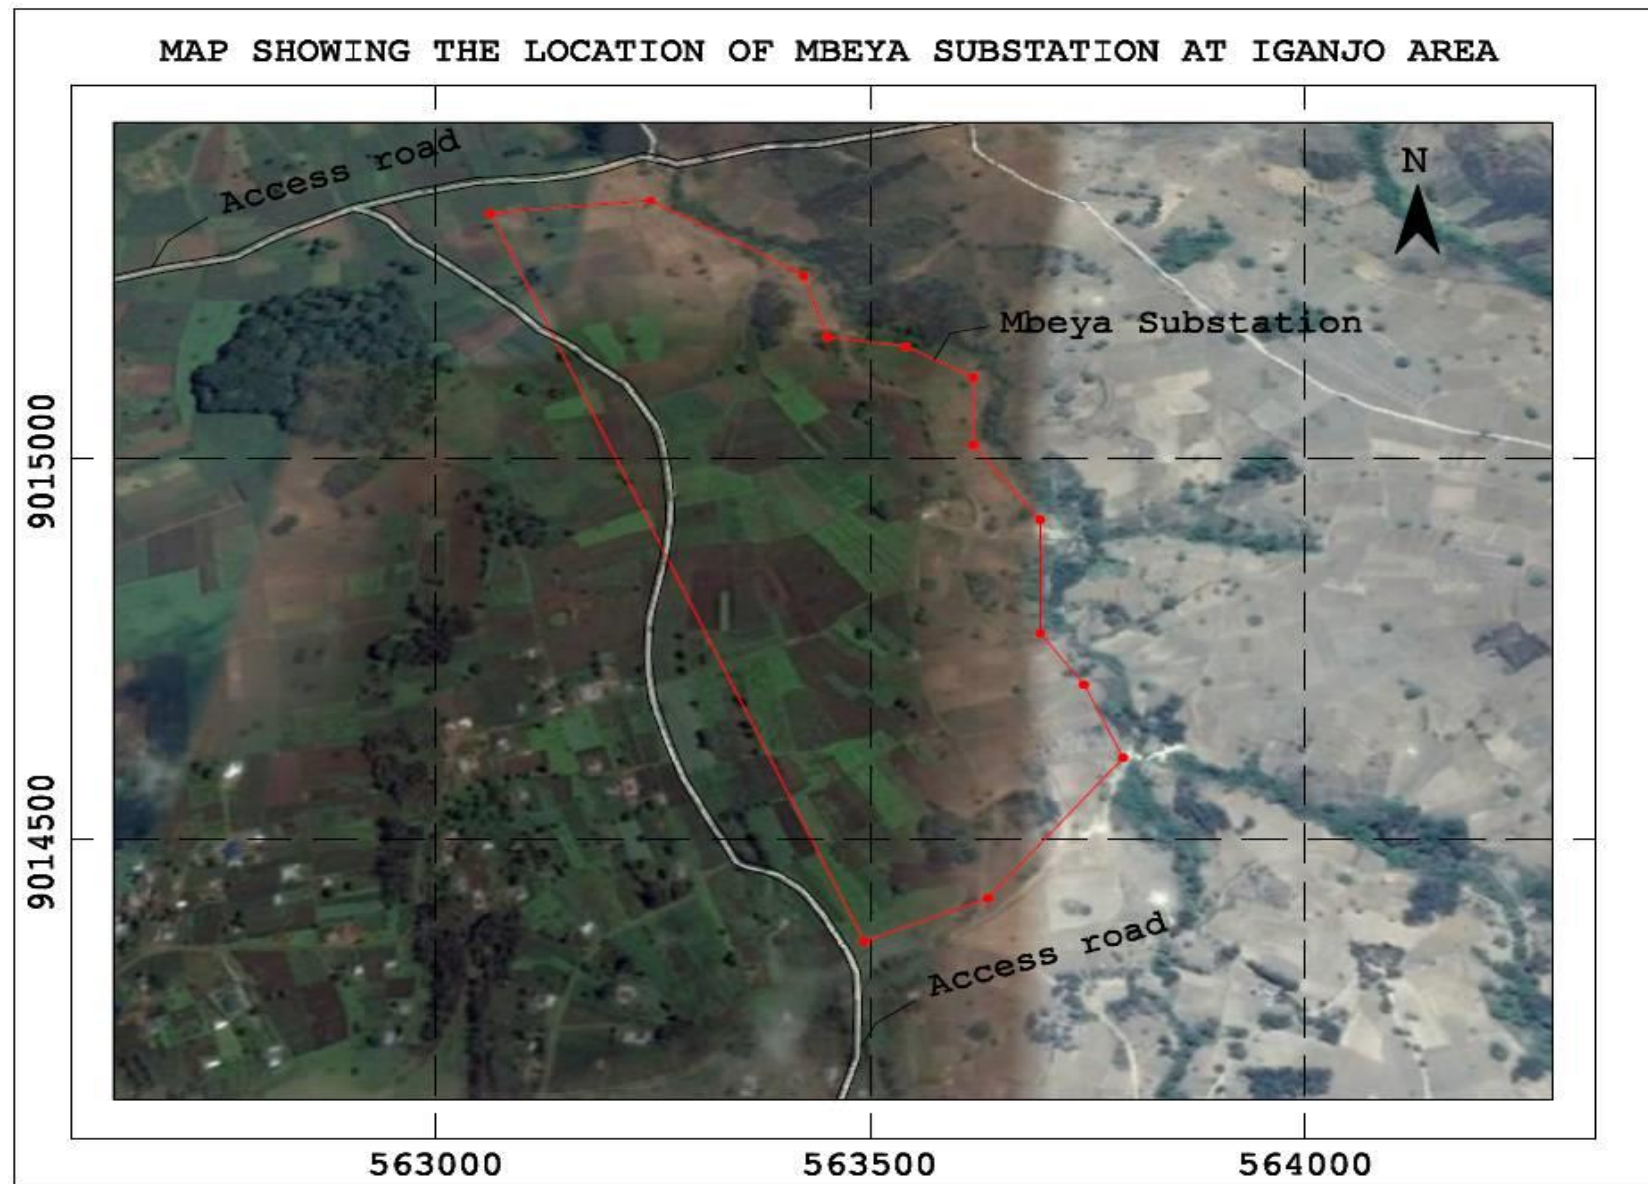 MAP SHOWING THE LOCATION OF MBEYA SUBSTATION AT IGANJO AREA
Access road
N
Mbeya Substation
9015000
9014500
Access road
563000
563500
564000